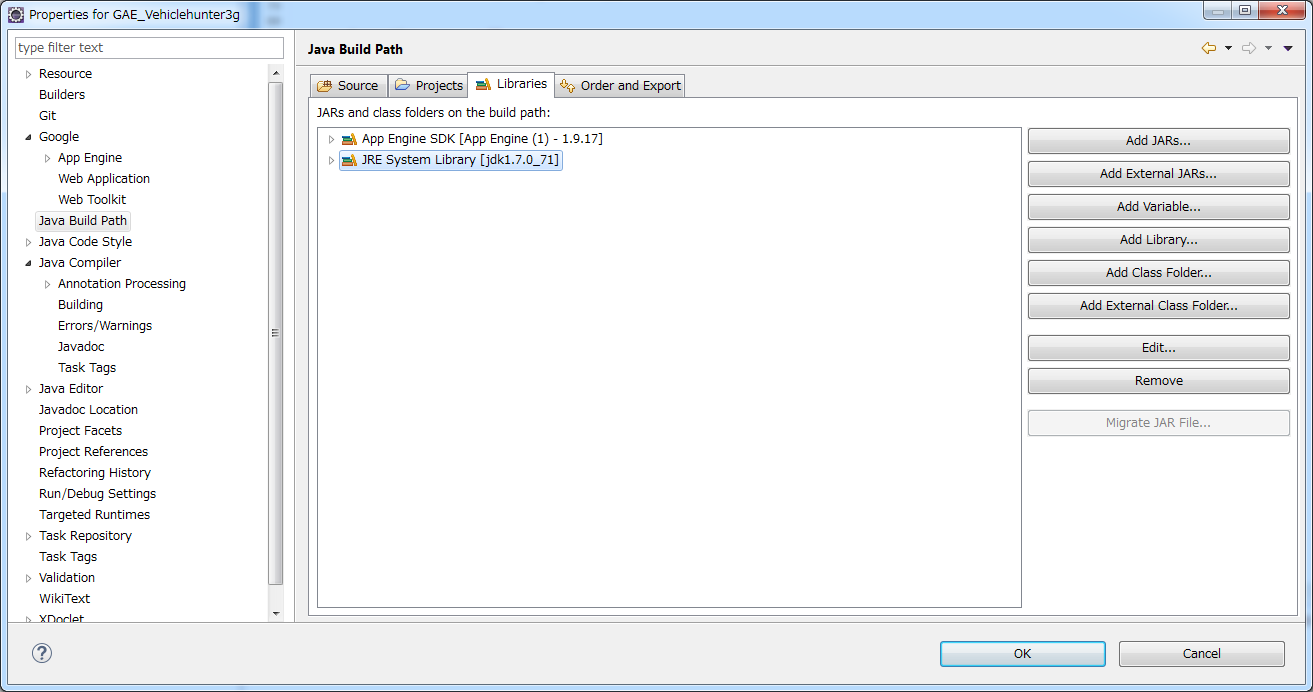 Properties for GAE_Vehiclehunter3g
type filter text
Resource
Builders
Git
Google
App Engine
Web Application
Web Toolkit
Java Build Path
Java Code Style
Java Compiler
Annotation Processing
Building
Errors/Warnings
Javadoc
Task Tags
Java Editor
Javadoc Location
Project Facets
Project References
Refactoring History
Run/Debug Settings
Targeted Runtimes
Task Repository
Task Tags
Validation
WikiText
XDoclet
Java Build Path
Source Projects Libraries Order and Export
JARs and class folders on the build path:
App Engine SDK [App Engine (1) - 1.9.17]
JRE System Library [jdk1.7.0_71]
Add JARs...
Add External JARs...
Add Variable...
Add Library...
Add Class Folder...
Add External Class Folder...
Edit...
Remove
Migrate JAR File...
?
OK Cancel